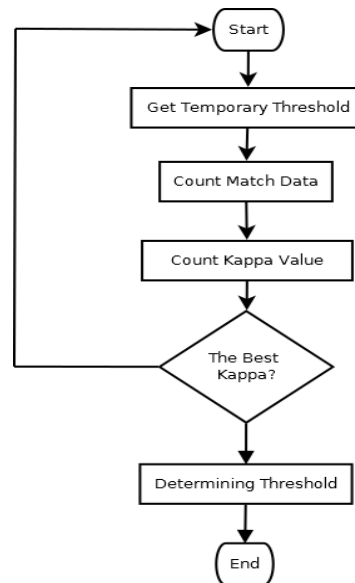 Start
Get Temporary Threshold
Count Match Data
Count Kappa Value
The Best
Kappa?
Determining Threshold
End